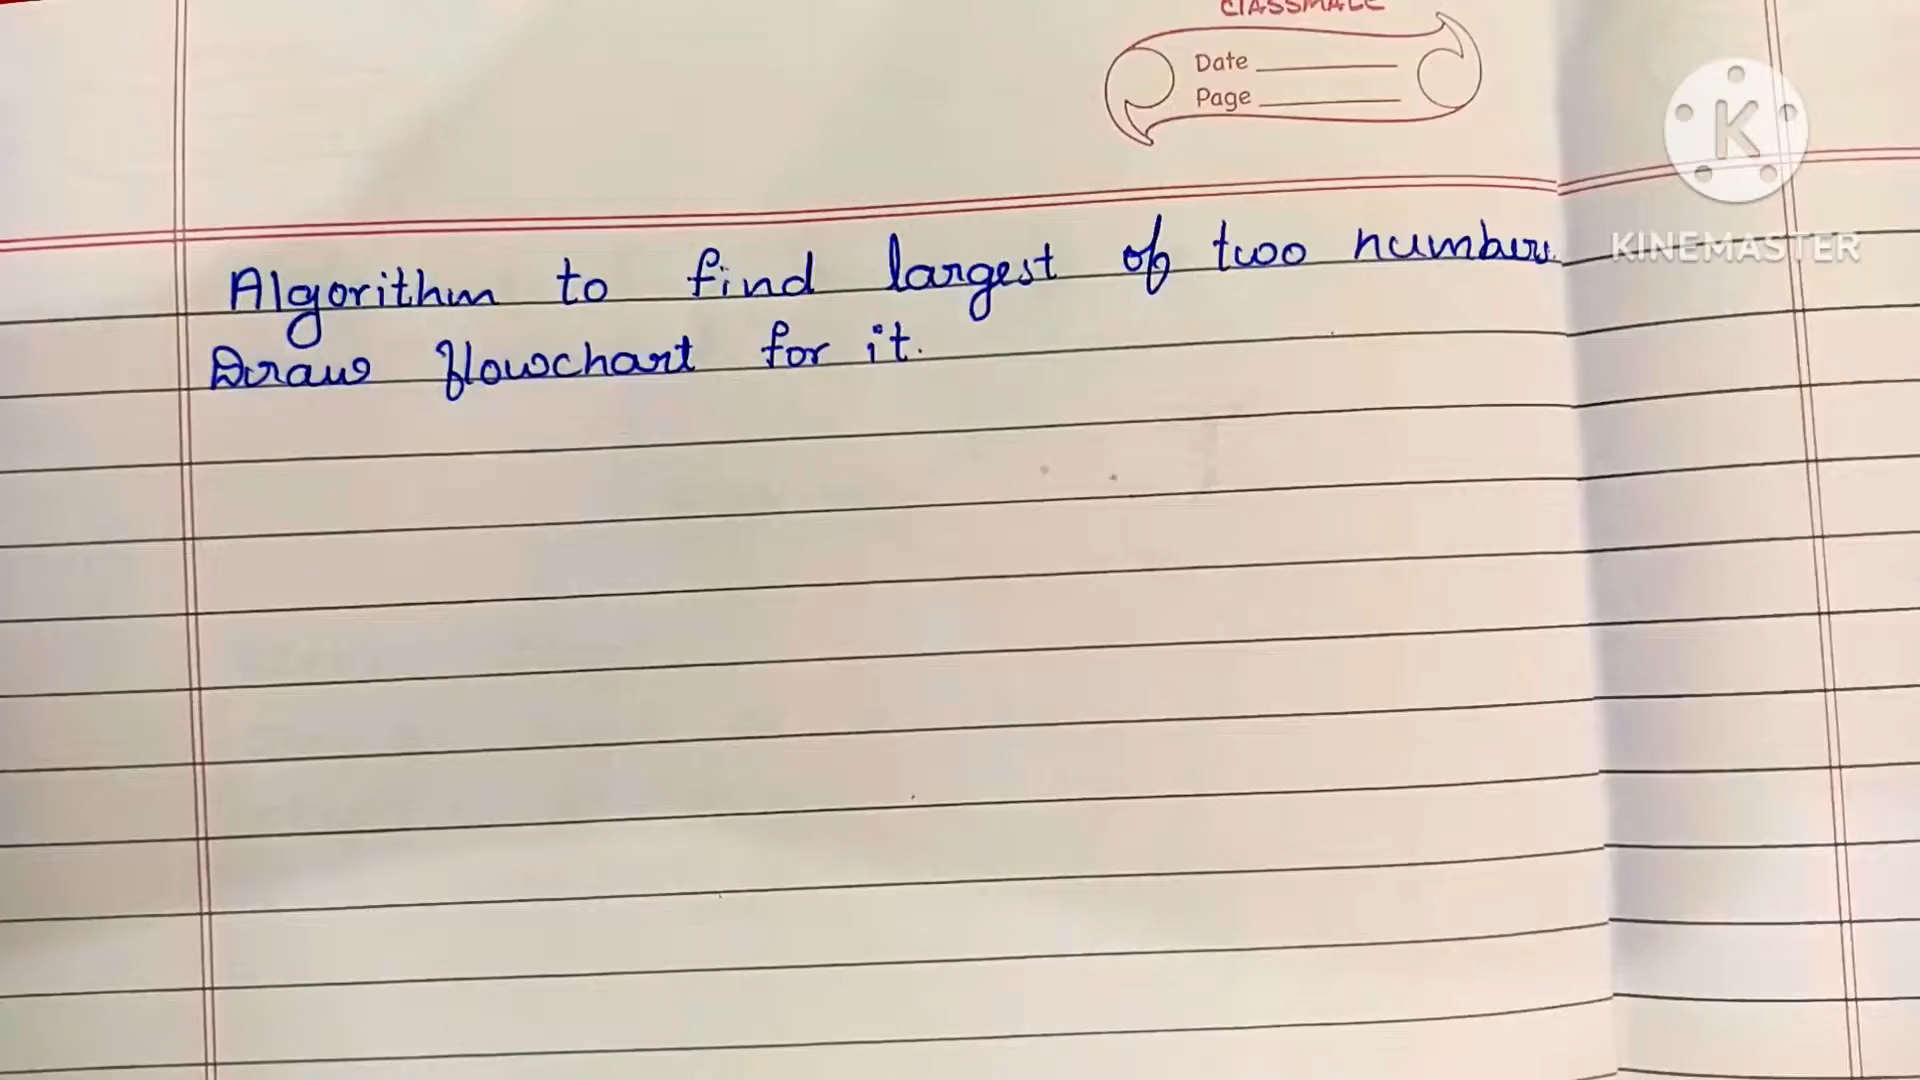 classmate
Date
Page
KINEMASTER
Algorithm to find largest of two numbers.
Draw flowchart for it.